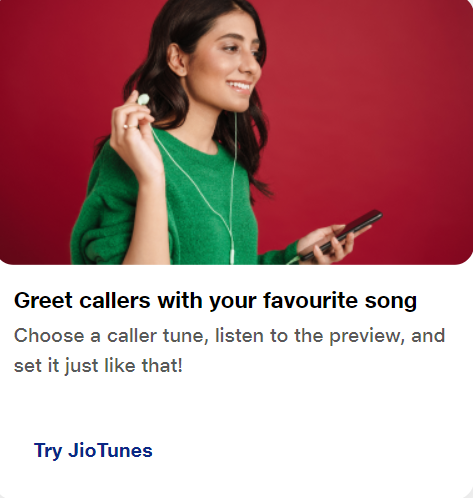 Greet callers with your favourite song
Choose a caller tune, listen to the preview, and
set it just like that!
Try JioTunes